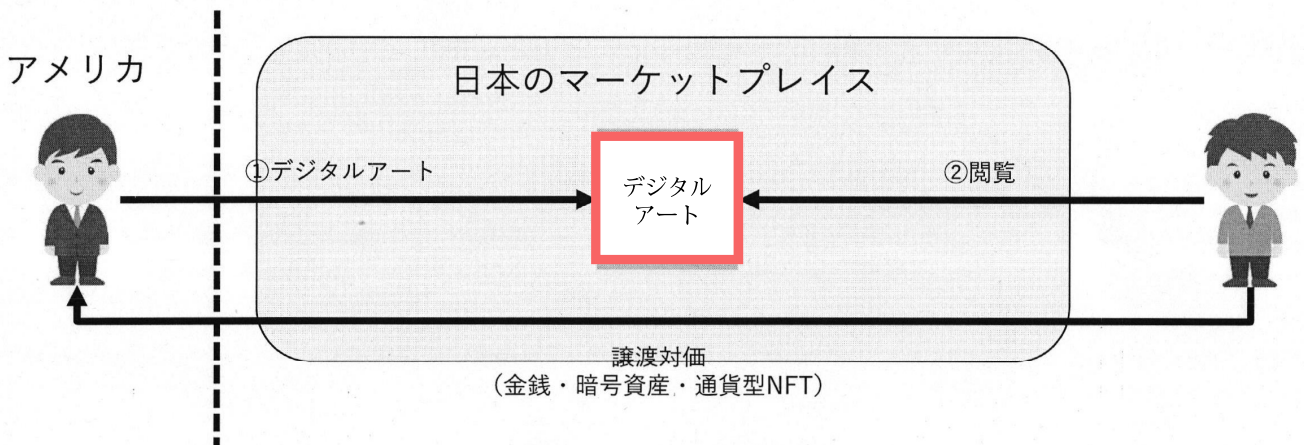 アメリカ
日本のマーケットプレイス
①デジタルアート
デジタル
アート
②閲覧
譲渡対価
(金銭・暗号資産・通貨型NFT)